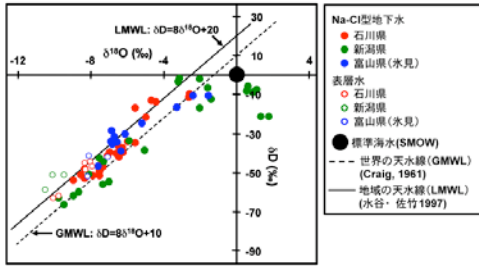 LMWL: δD=8δ¹⁸O+20
δ¹⁸O (‰)
30
10
-12
-8
-4
0
4
-10
-30
-50
-70
-90
δD (‰)
GMWL: δD=8δ¹⁸O+10
Na-Cl型地下水
石川県
新潟県
富山県(氷見)
表層水
石川県
新潟県
富山県(氷見)
標準海水(SMOW)
世界の天水線(GMWL)
(Craig, 1961)
地域の天水線(LMWL)
(水谷・佐竹1997)